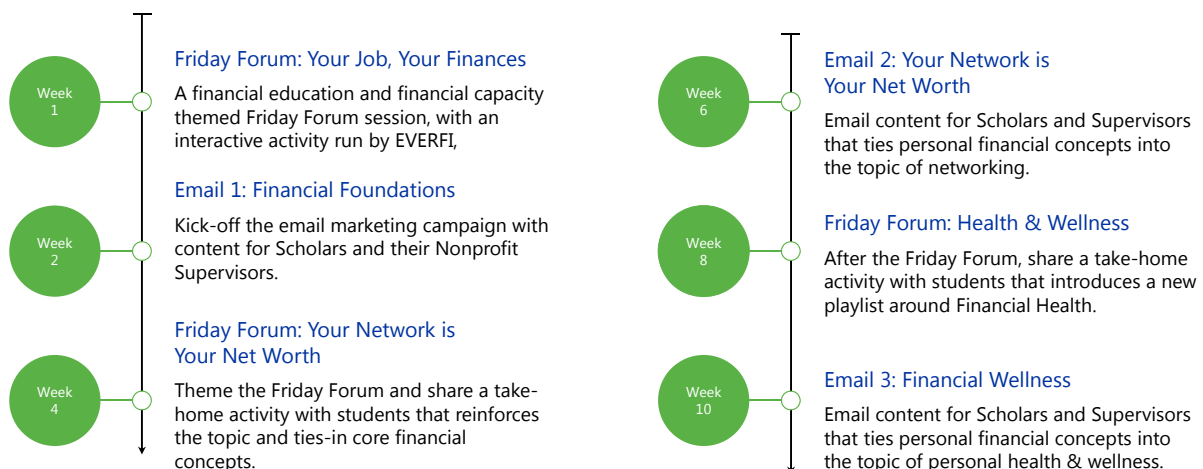 Week
1
Friday Forum: Your Job, Your Finances
A financial education and financial capacity
themed Friday Forum session, with an
interactive activity run by EVERFI,
Week
2
Email 1: Financial Foundations
Kick-off the email marketing campaign with
content for Scholars and their Nonprofit
Supervisors.
Week
4
Friday Forum: Your Network is
Your Net Worth
Theme the Friday Forum and share a take-
home activity with students that reinforces
the topic and ties-in core financial
concepts.
Week
6
Email 2: Your Network is
Your Net Worth
Email content for Scholars and Supervisors
that ties personal financial concepts into
the topic of networking.
Week
8
Friday Forum: Health & Wellness
After the Friday Forum, share a take-home
activity with students that introduces a new
playlist around Financial Health.
Week
10
Email 3: Financial Wellness
Email content for Scholars and Supervisors
that ties personal financial concepts into
the topic of personal health & wellness.